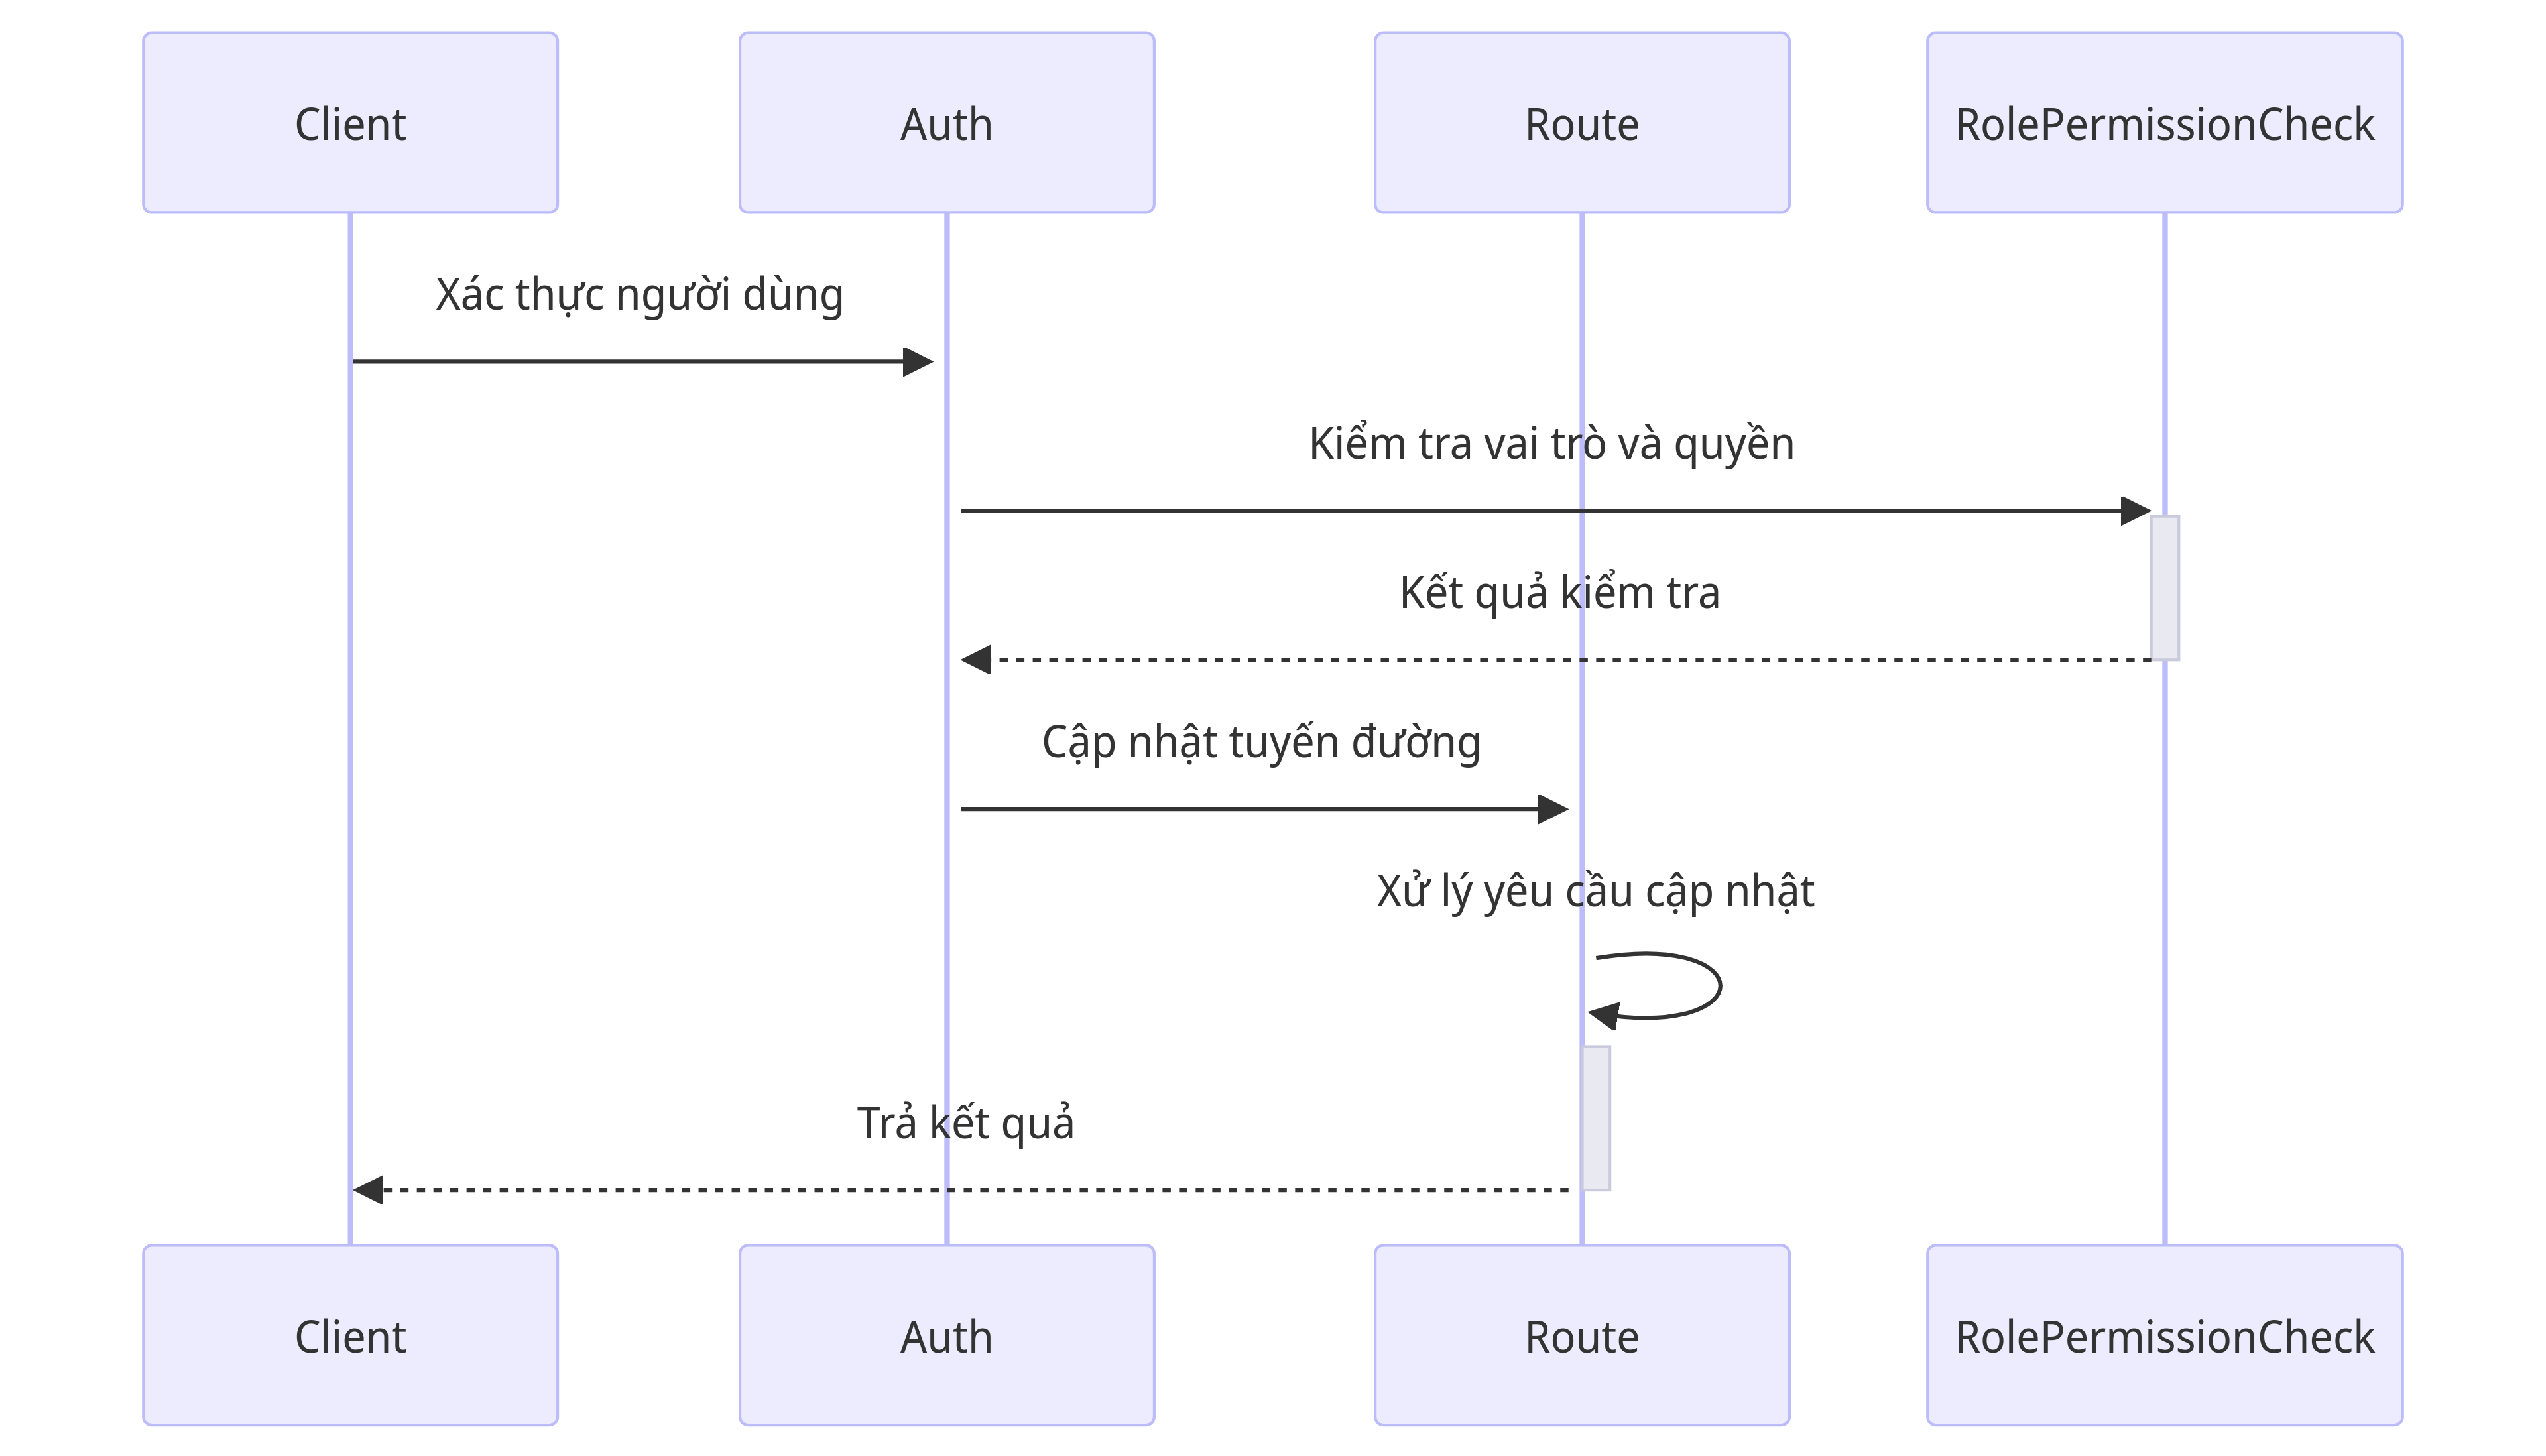 Client
Auth
Route
RolePermissionCheck
Xác thực người dùng
Kiểm tra vai trò và quyền
Kết quả kiểm tra
Cập nhật tuyến đường
Xử lý yêu cầu cập nhật
Trả kết quả
Client
Auth
Route
RolePermissionCheck